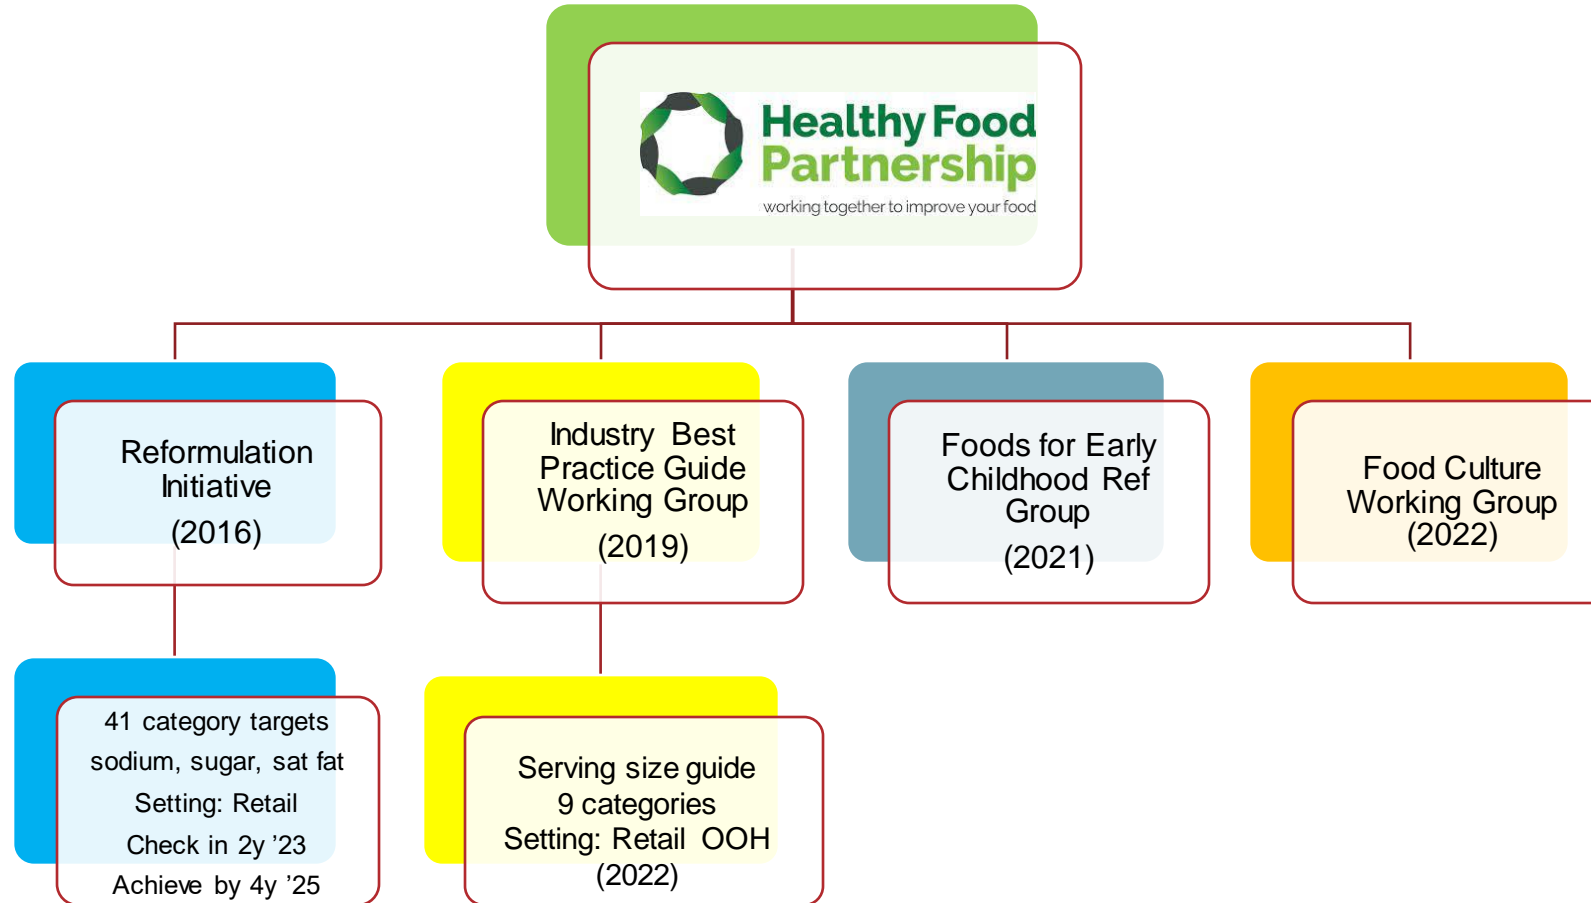 Healthy Food
Partnership
working together to improve your food
Reformulation
Initiative
(2016)
Industry Best
Practice Guide
Working Group
(2019)
Foods for Early
Childhood Ref
Group
(2021)
Food Culture
Working Group
(2022)
41 category targets
sodium, sugar, sat fat
Setting: Retail
Check in 2y ’23
Achieve by 4y ’25
Serving size guide
9 categories
Setting: Retail OOH
(2022)